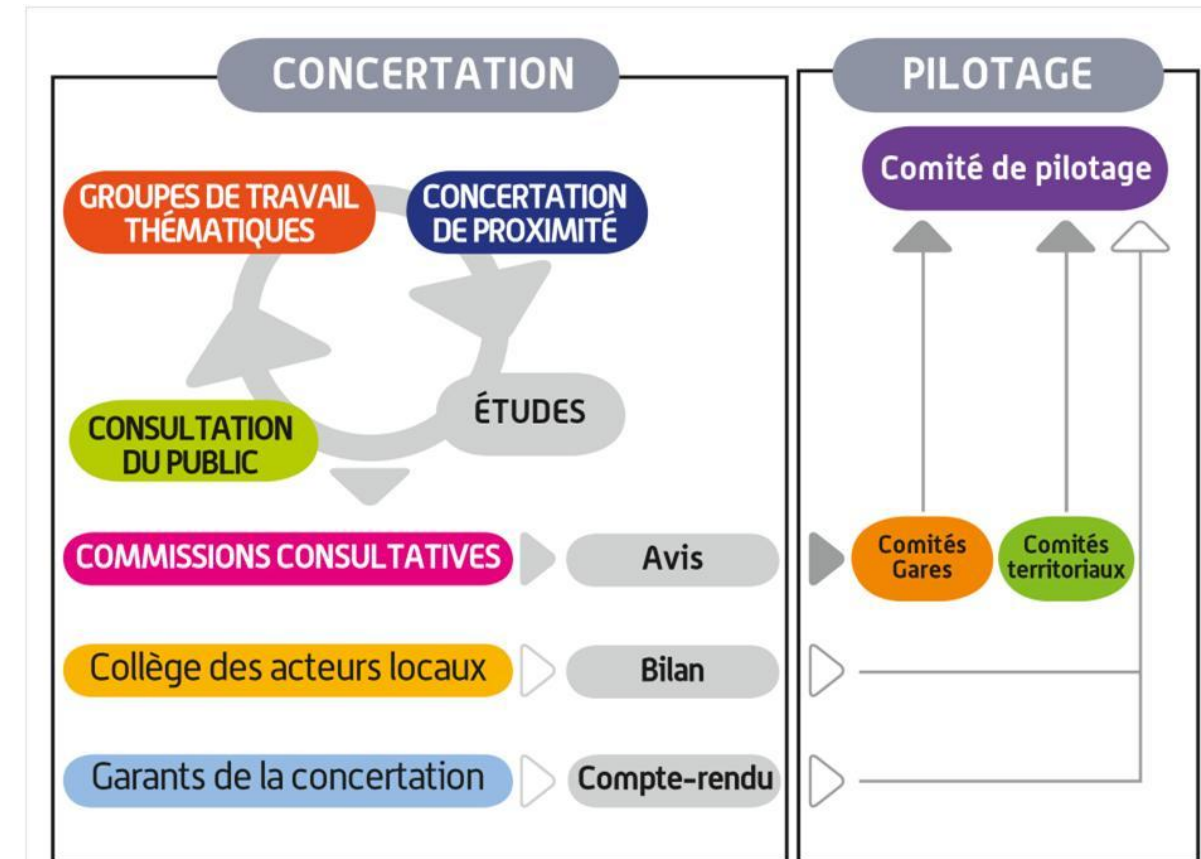 CONCERTATION
GROUPES DE TRAVAIL
THÉMATIQUES
CONCERTATION
DE PROXIMITÉ
ÉTUDES
CONSULTATION
DU PUBLIC
COMMISSIONS CONSULTATIVES
Avis
Collège des acteurs locaux
Bilan
Garants de la concertation
Compte-rendu
PILOTAGE
Comité de pilotage
Comités
Gares
Comités
territoriaux